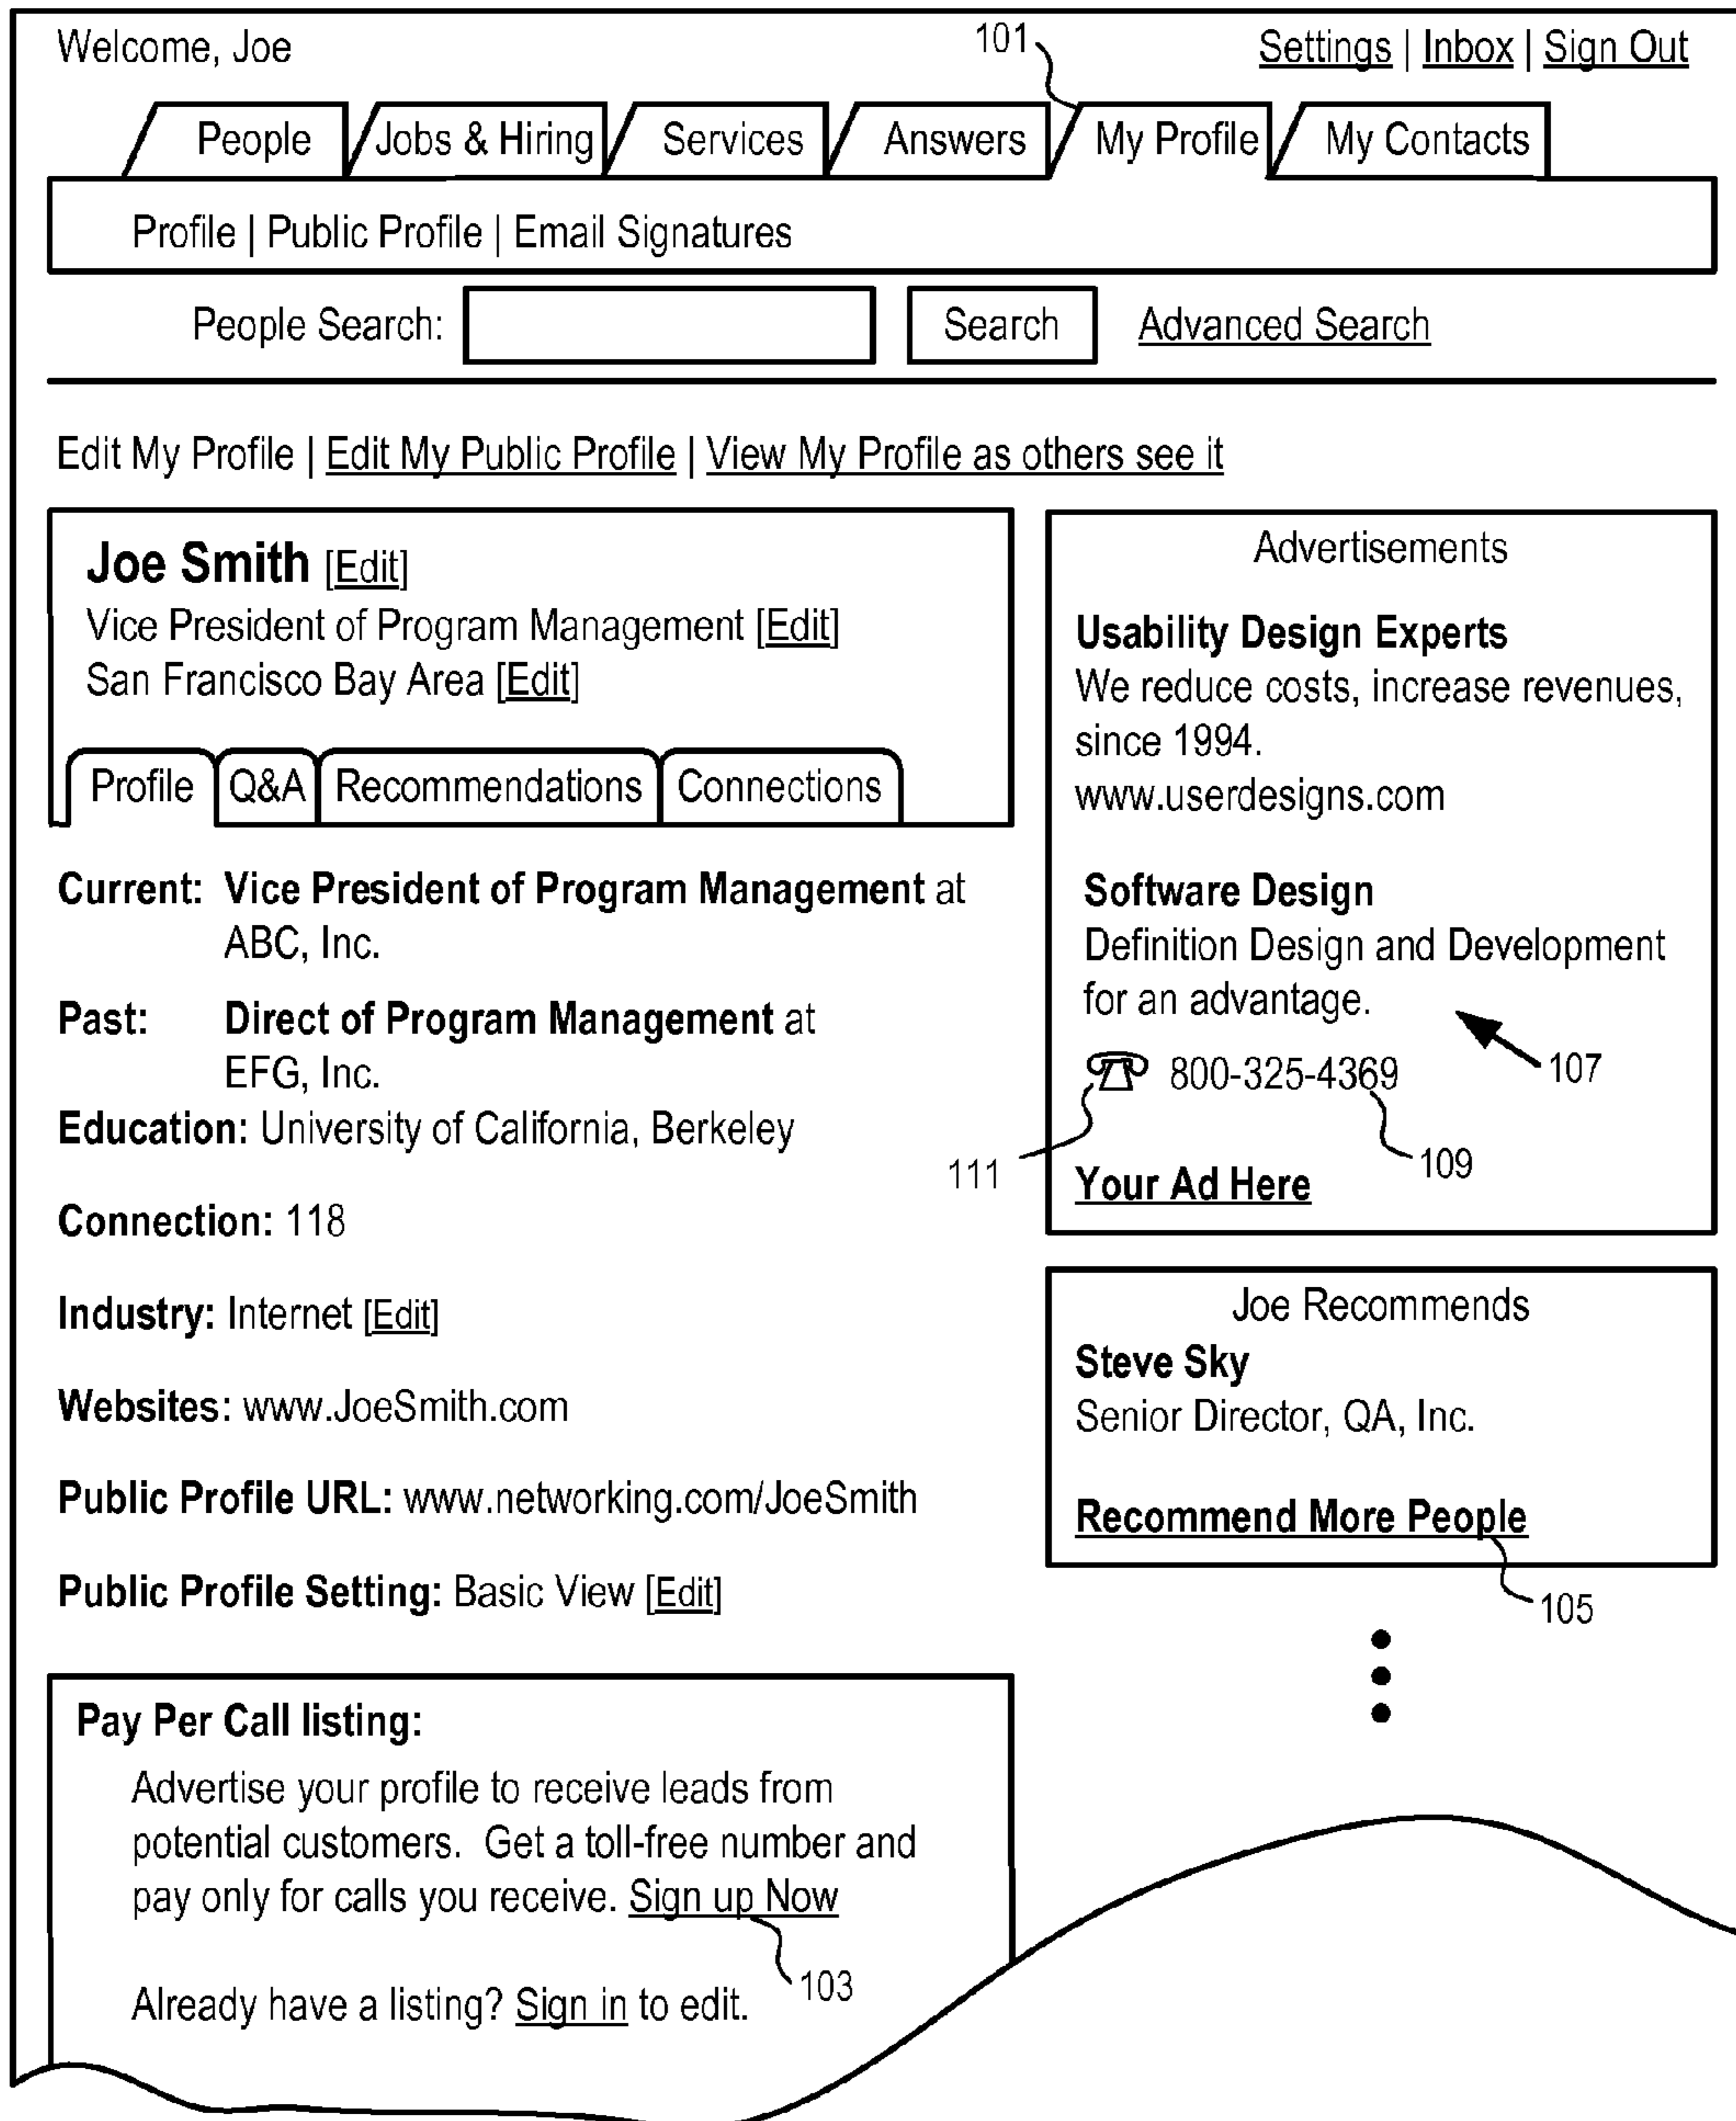 Welcome, Joe
101
Settings | Inbox | Sign Out
People
Jobs & Hiring
Services
Answers
My Profile
My Contacts
Profile | Public Profile | Email Signatures
People Search:
Search
Advanced Search
Edit My Profile | Edit My Public Profile | View My Profile as others see it
Joe Smith [Edit]
Vice President of Program Management [Edit]
San Francisco Bay Area [Edit]
Profile
Q&A
Recommendations
Connections
Current: Vice President of Program Management at
ABC, Inc.
Past: Direct of Program Management at
EFG, Inc.
Education: University of California, Berkeley
Connection: 118
Industry: Internet [Edit]
Websites: www.JoeSmith.com
Public Profile URL: www.networking.com/JoeSmith
Public Profile Setting: Basic View [Edit]
Pay Per Call listing:
Advertise your profile to receive leads from
potential customers. Get a toll-free number and
pay only for calls you receive. Sign up Now
103
Already have a listing? Sign in to edit.
Advertisements
Usability Design Experts
We reduce costs, increase revenues,
since 1994.
www.userdesigns.com
Software Design
Definition Design and Development
for an advantage.
107
800-325-4369
111
109
Your Ad Here
Joe Recommends
Steve Sky
Senior Director, QA, Inc.
Recommend More People
105